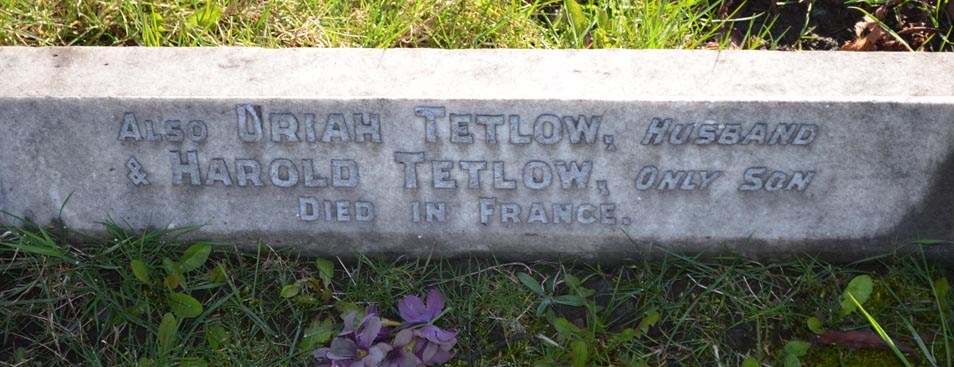 Also Uriah Tetlow, Husband
& Harold Tetlow, Only Son
Died in France.